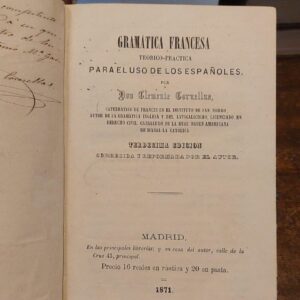 GRAMÁTICA FRANCESA
TEÓRICO-PRÁCTICA
PARA EL USO DE LOS ESPAÑOLES,
POR
Don Clemente Cornellas,
CATEDRÁTICO DE FRANCÉS EN EL INSTITUTO DE SAN ISIDRO
AUTOR DE LA GRAMÁTICA INGLESA Y DEL
LICENCIADO EN
DERECHO CIVIL, CABALLERO DE LA REAL ORDEN AMERICANA
DE ISABEL LA CATÓLICA
EDICION
CORREGIDA Y REFORMADA POR EL AUTOR.
MADRID,
En las principales librerías, y en casa del autor, calle de la
Cruz 45, principal.
Precio 16 reales en rústica y 20 en pasta.
1871.